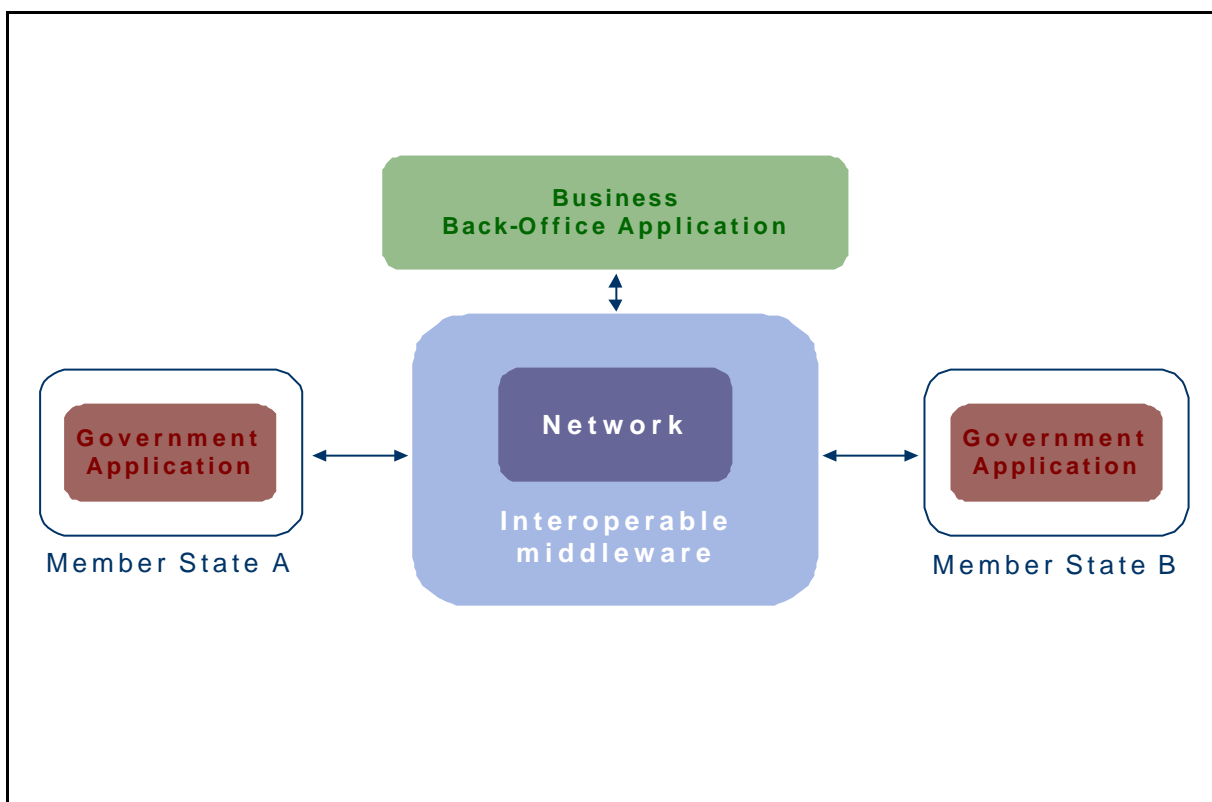 Business
Back-Office Application
Network
Interoperable
middleware
Government
Application
Member State A
Government
Application
Member State B